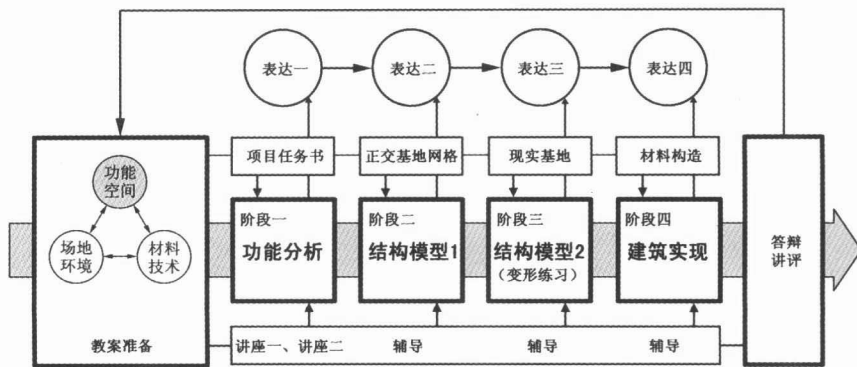 表达一
表达二
表达三
表达四
项目任务书
正交基地网格
现实基地
材料构造
功能
空间
场地
环境
材料
技术
教案准备
阶段一
功能分析
阶段二
结构模型1
阶段三
结构模型2
（变形练习）
阶段四
建筑实现
答辩
讲评
讲座一、讲座二
辅导
辅导
辅导